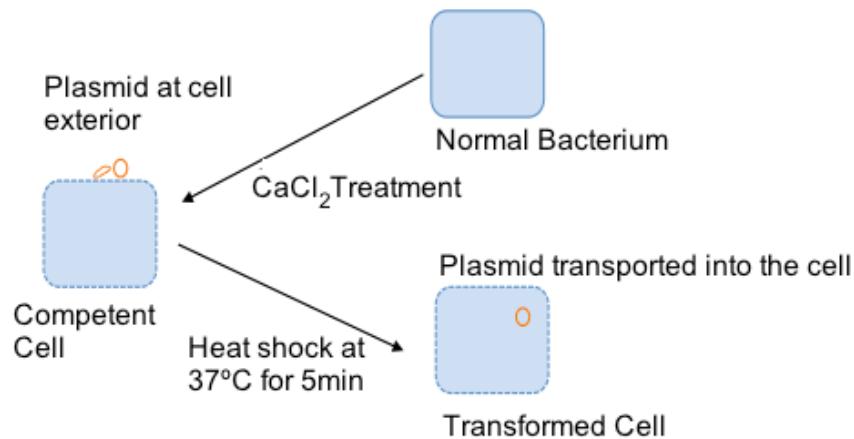 Plasmid at cell
exterior
Normal Bacterium
CaCl₂Treatment
Plasmid transported into the cell
Competent
Cell
Heat shock at
37ºC for 5min
Transformed Cell